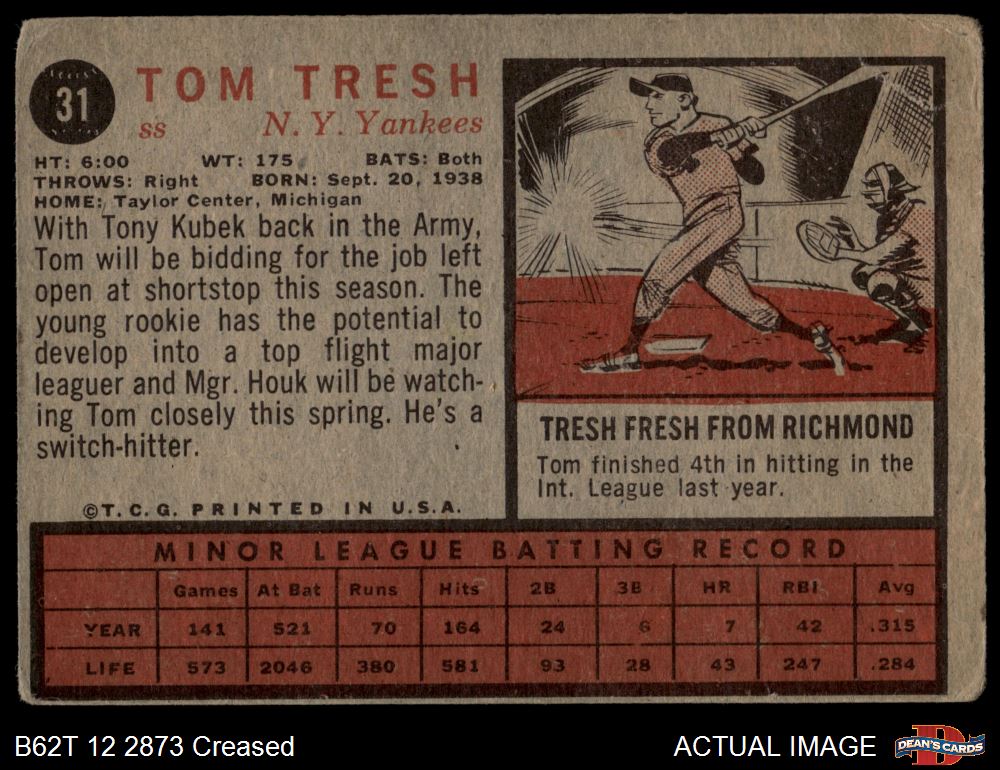 31
TOM TRESH
ss N. Y. Yankees
HT: 6:00 WT: 175 BATS: Both
THROWS: Right BORN: Sept. 20, 1938
HOME: Taylor Center, Michigan
With Tony Kubek back in the Army,
Tom will be bidding for the job left
open at shortstop this season. The
young rookie has the potential to
develop into a top flight major
leaguer and Mgr. Houk will be watch-
ing Tom closely this spring. He's a
switch-hitter.
©T. C. G. PRINTED IN U.S.A.
TRESH FRESH FROM RICHMOND
Tom finished 4th in hitting in the
Int. League last year.
MINOR LEAGUE BATTING RECORD
Games At Bat Runs Hits 2B 3B HR RBI Avg
YEAR 141 521 70 164 24 6 7 42 .315
LIFE 573 2046 380 581 93 28 43 247 .284
B62T 12 2873 Creased
ACTUAL IMAGE
DEAN'S CARDS